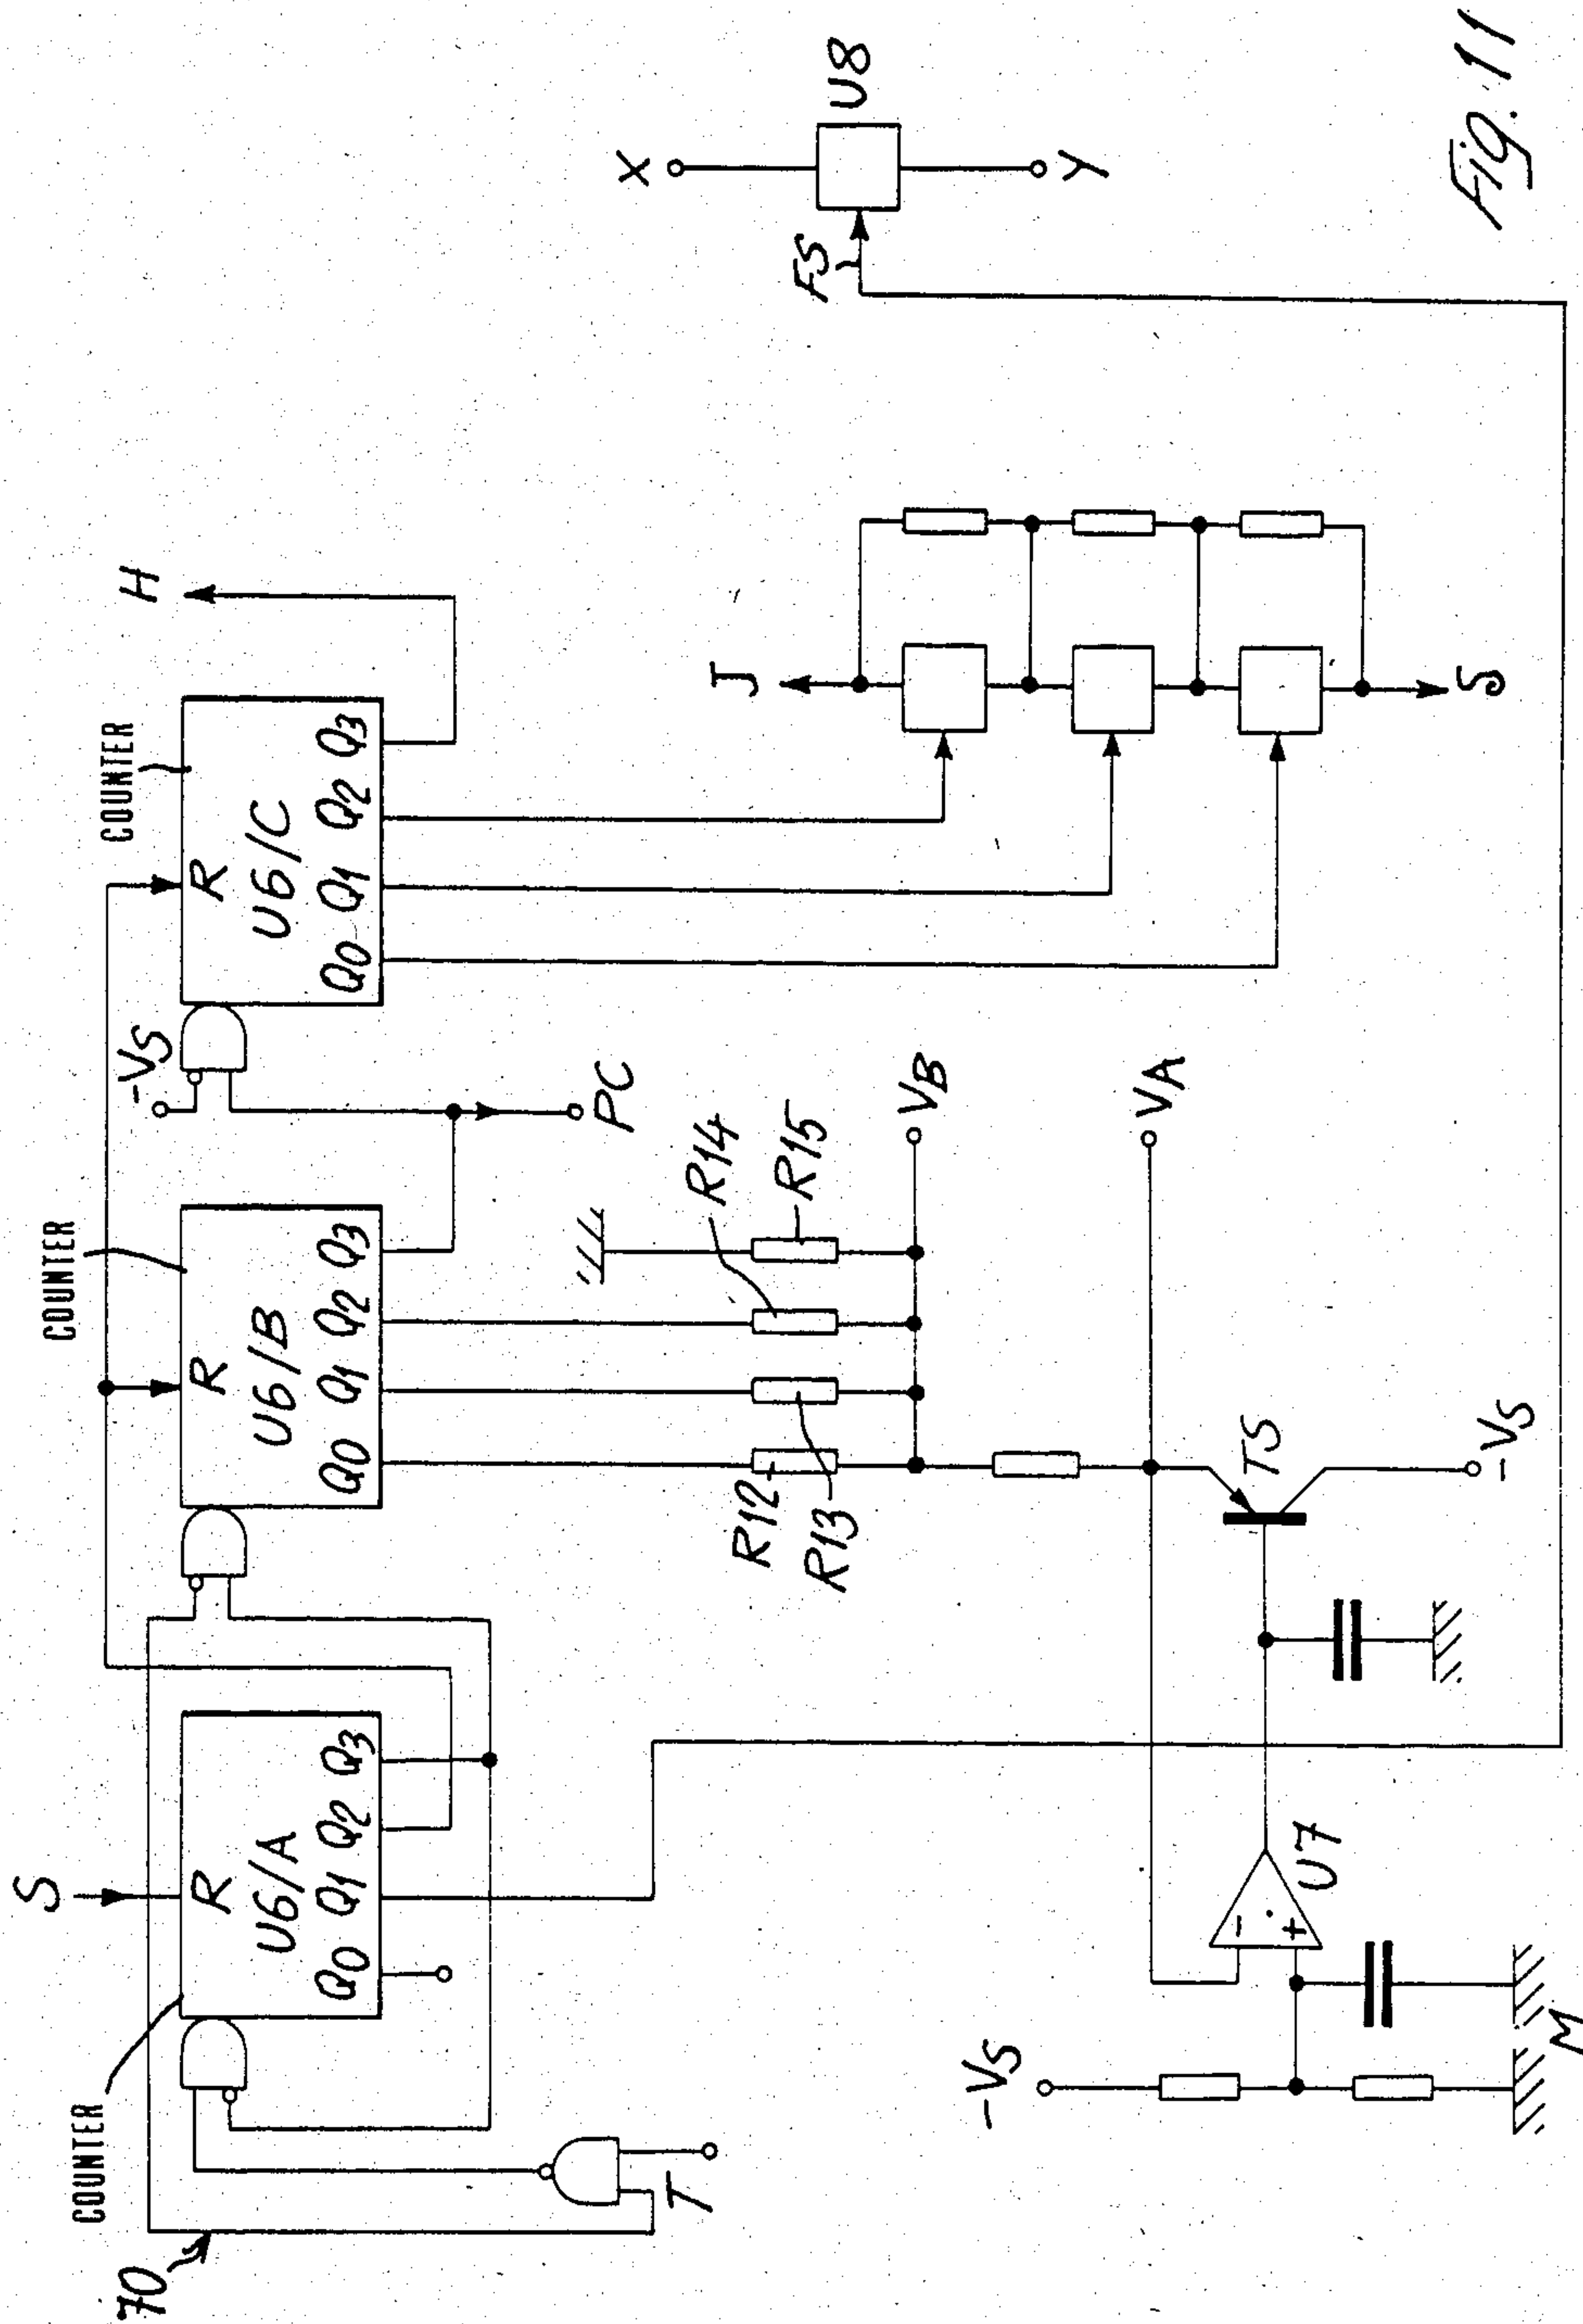 70
COUNTER
COUNTER
COUNTER
S
R
U6/A
Q0 Q1 Q2 Q3
R
U6/B
Q0 Q1 Q2 Q3
-VS
R
U6/C
Q0 Q1 Q2 Q3
H
T
PC
R12
R13
R14
R15
VB
VA
J
S
X
U8
FS
Y
-VS
- +
U7
TS
-VS
M
Fig. 11